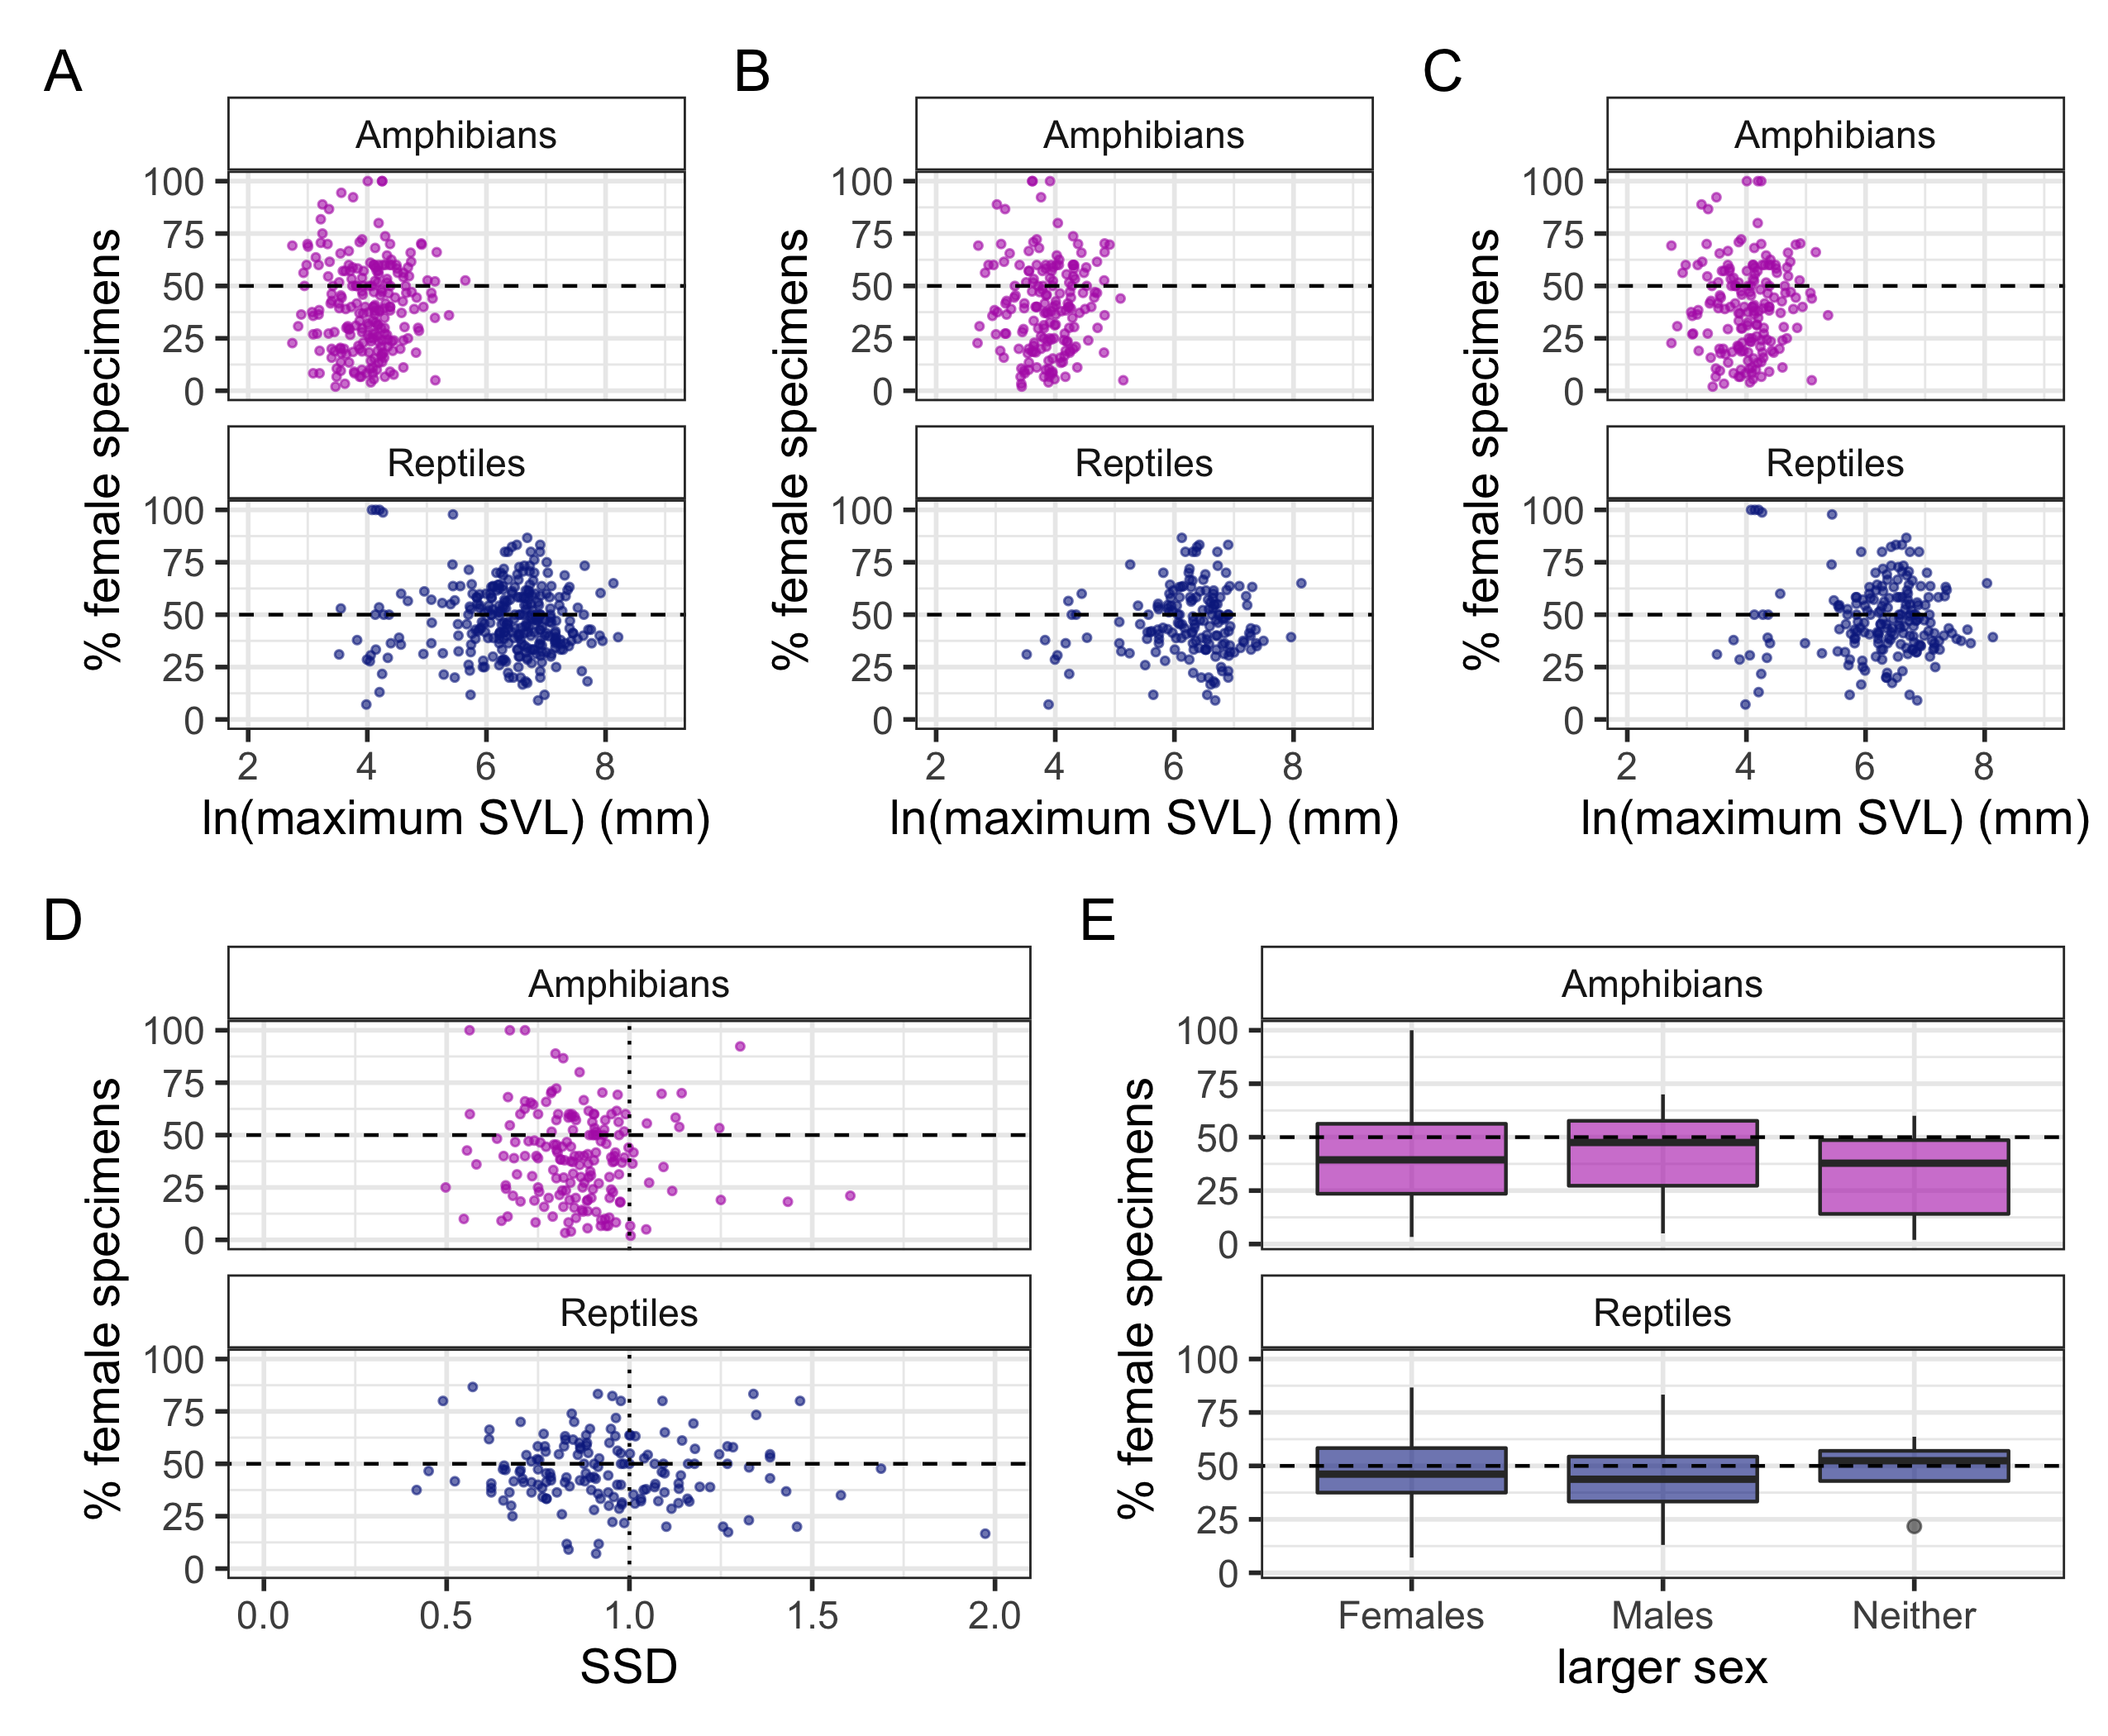 A
B
C
Amphibians
Amphibians
Amphibians
100
75
50
25
0
100
75
50
25
0
100
75
50
25
0
Reptiles
Reptiles
Reptiles
100
75
50
25
0
100
75
50
25
0
100
75
50
25
0
% female specimens
% female specimens
% female specimens
2 4 6 8
2 4 6 8
2 4 6 8
ln(maximum SVL) (mm)
ln(maximum SVL) (mm)
ln(maximum SVL) (mm)
D
Amphibians
100
75
50
25
0
Reptiles
100
75
50
25
0
% female specimens
0.0 0.5 1.0 1.5 2.0
SSD
E
Amphibians
100
75
50
25
0
Reptiles
100
75
50
25
0
% female specimens
Females Males Neither
larger sex